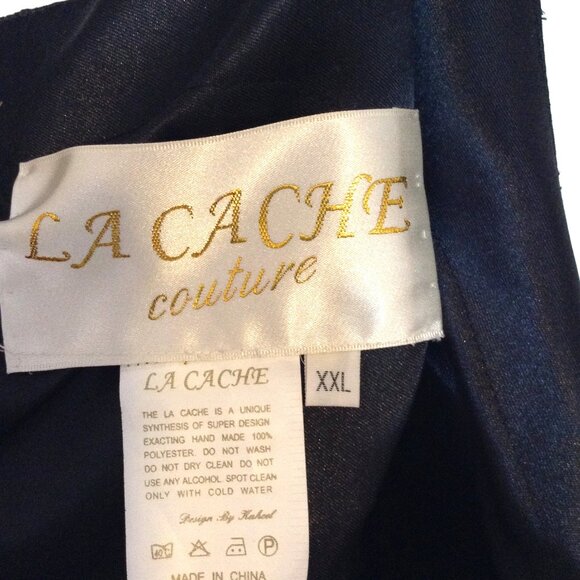 LA CACHE
couture
LA CACHE
XXL
THE LA CACHE IS A UNIQUE
SYNTHESIS OF SUPER DESIGN
EXACTING HAND MADE 100%
POLYESTER. DO NOT WASH
DO NOT DRY CLEAN DO NOT
USE ANY ALCOHOL SPOT CLEAN
ONLY WITH COLD WATER
Design By
40°C P
MADE IN CHINA